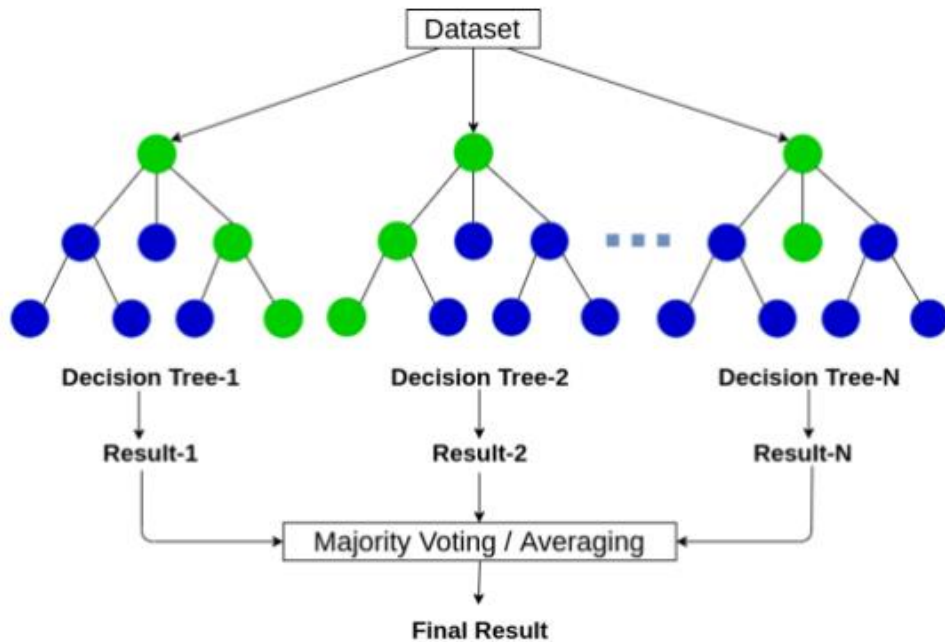 Dataset
Decision Tree-1
Decision Tree-2
Decision Tree-N
Result-1
Result-2
Result-N
Majority Voting / Averaging
Final Result